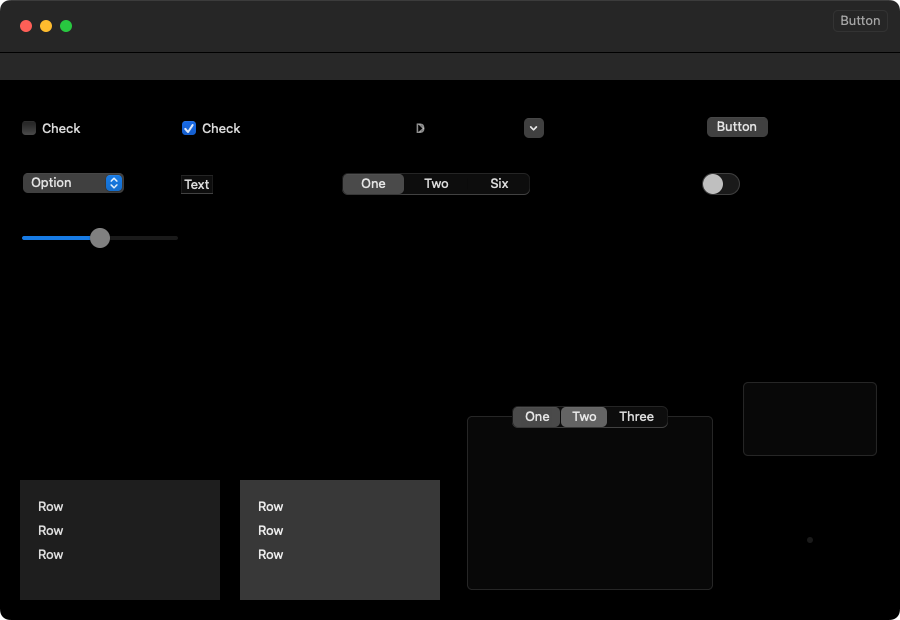 Button
Check
Check
D
Button
Option
Text
One
Two
Six
One
Two
Three
Row
Row
Row
Row
Row
Row